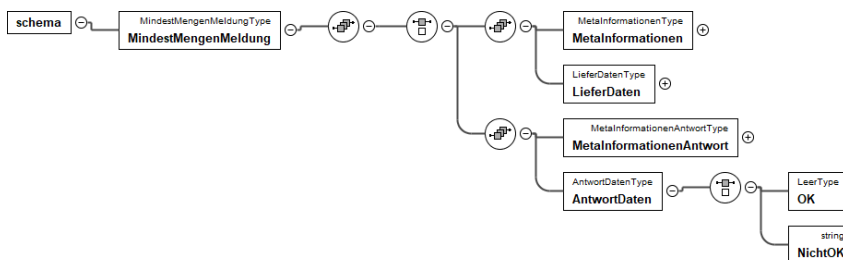 schema
MindestMengenMeldungType
MindestMengenMeldung
MetaInformationenType
MetaInformationen
LieferDatenType
LieferDaten
MetaInformationenAntwortType
MetaInformationenAntwort
AntwortDatenType
AntwortDaten
LeerType
OK
string
NichtOK